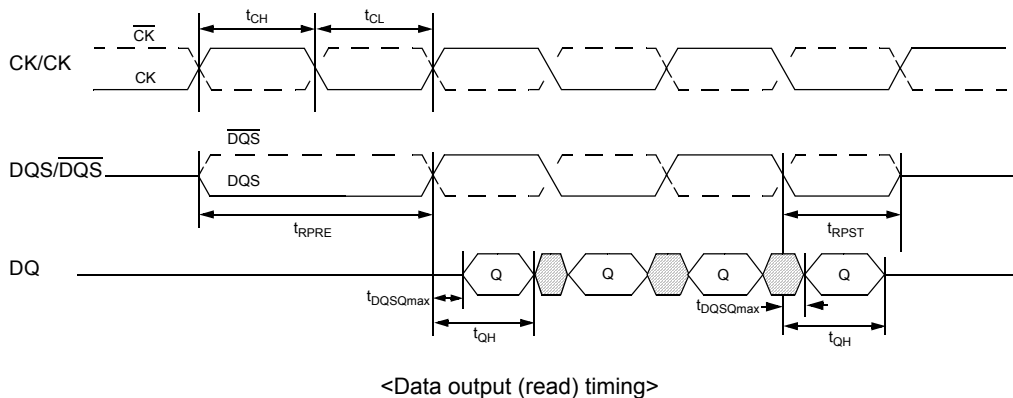 tCH tCL
CK
CK/CK
CK
DQS
DQS/DQS
DQS
tRPRE tRPST
DQ
Q Q Q Q
tDQSQmax tDQSQmax
tQH tQH
<Data output (read) timing>